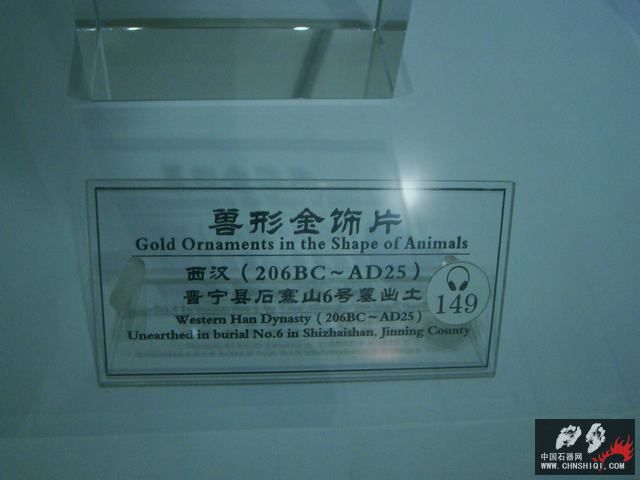 兽形金饰片
Gold Ornaments in the Shape of Animals
西汉（206BC～AD25）
晋宁县石寨山6号墓出土
149
Western Han Dynasty（206BC～AD25）
Unearthed in burial No.6 in Shizhaishan, Jinning County
中国石器网
WWW.CHNSHIQI.COM